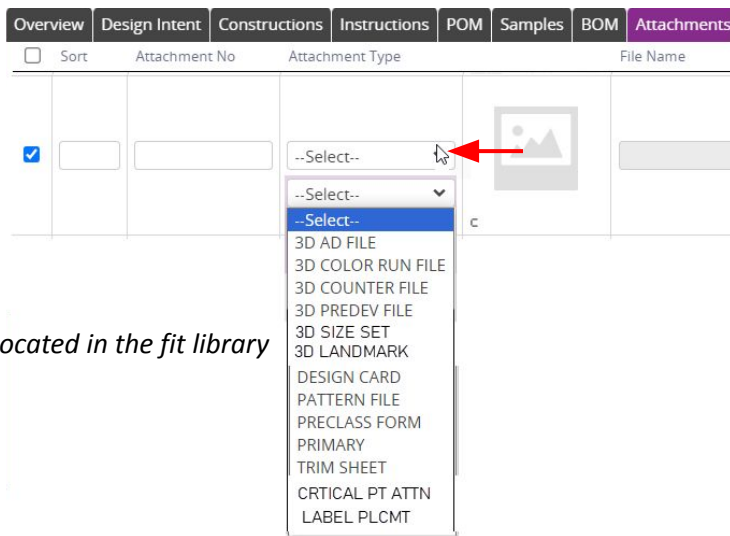 Overview Design Intent Constructions Instructions POM Samples BOM Attachments
Sort Attachment No Attachment Type File Name
--Select--
--Select--
--Select--
c
3D AD FILE
3D COLOR RUN FILE
3D COUNTER FILE
3D PREDEV FILE
3D SIZE SET
ocated in the fit library
3D LANDMARK
DESIGN CARD
PATTERN FILE
PRECLASS FORM
PRIMARY
TRIM SHEET
CRTICAL PT ATTN
LABEL PLCMT